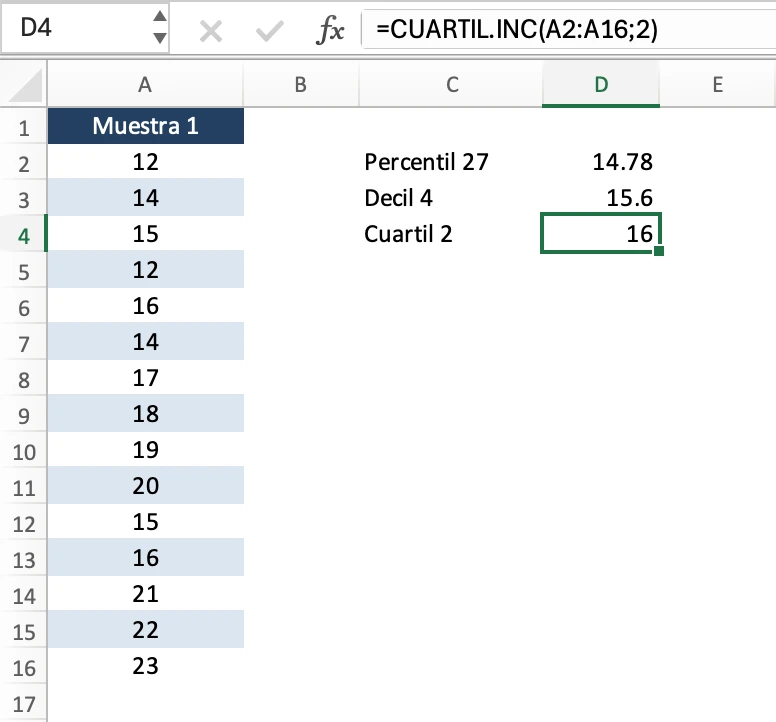 D4 fx =CUARTIL.INC(A2:A16;2)
A B C D E
1 Muestra 1
2 12 Percentil 27 14.78
3 14 Decil 4 15.6
4 15 Cuartil 2 16
5 12
6 16
7 14
8 17
9 18
10 19
11 20
12 15
13 16
14 21
15 22
16 23
17